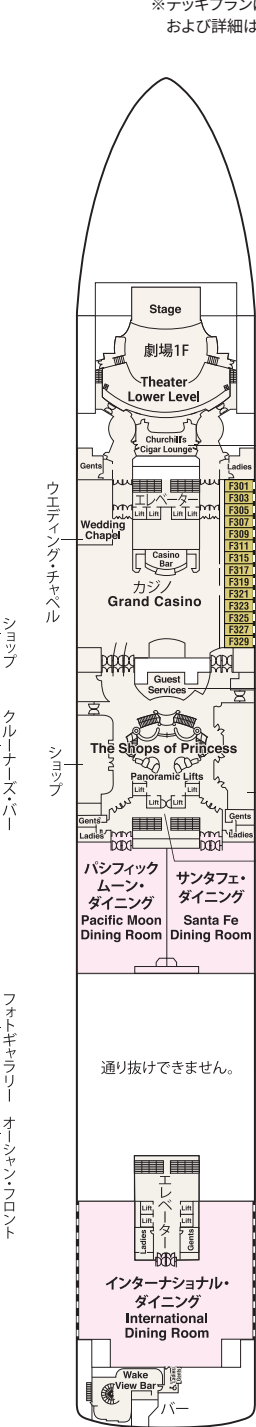 ※デッキプランに
および詳細は
Stage
劇場1F
Theater
Lower Level
Churchill's
Cigar Lounge
Gents
Ladies
エレベーター
Lift Lift Lift Lift
ウエディング・チャペル
Wedding
Chapel
Casino
Bar
カジノ
Grand Casino
F301
F303
F305
F307
F309
F311
F315
F317
F319
F321
F323
F325
F327
F329
Guest
Services
ショップ
ショップ
クルーナーズ・バー
The Shops of Princess
Panoramic Lifts
Lift Lift
Lift Lift
Gents
Ladies
Gents
Ladies
パシフィック
ムーン・
ダイニング
Pacific Moon
Dining Room
サンタフェ・
ダイニング
Santa Fe
Dining Room
フォトギャラリー
オーシャン・フロント
通り抜けできません。
エレベーター
Lift Lift
Lift Lift
Ladies
Gents
インターナショナル・
ダイニング
International
Dining Room
Wake
View Bar
バー